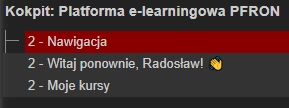 Kokpit: Platforma e-learningowa PFRON
2 - Nawigacja
2 - Witaj ponownie, Radosław! 👋
2 - Moje kursy